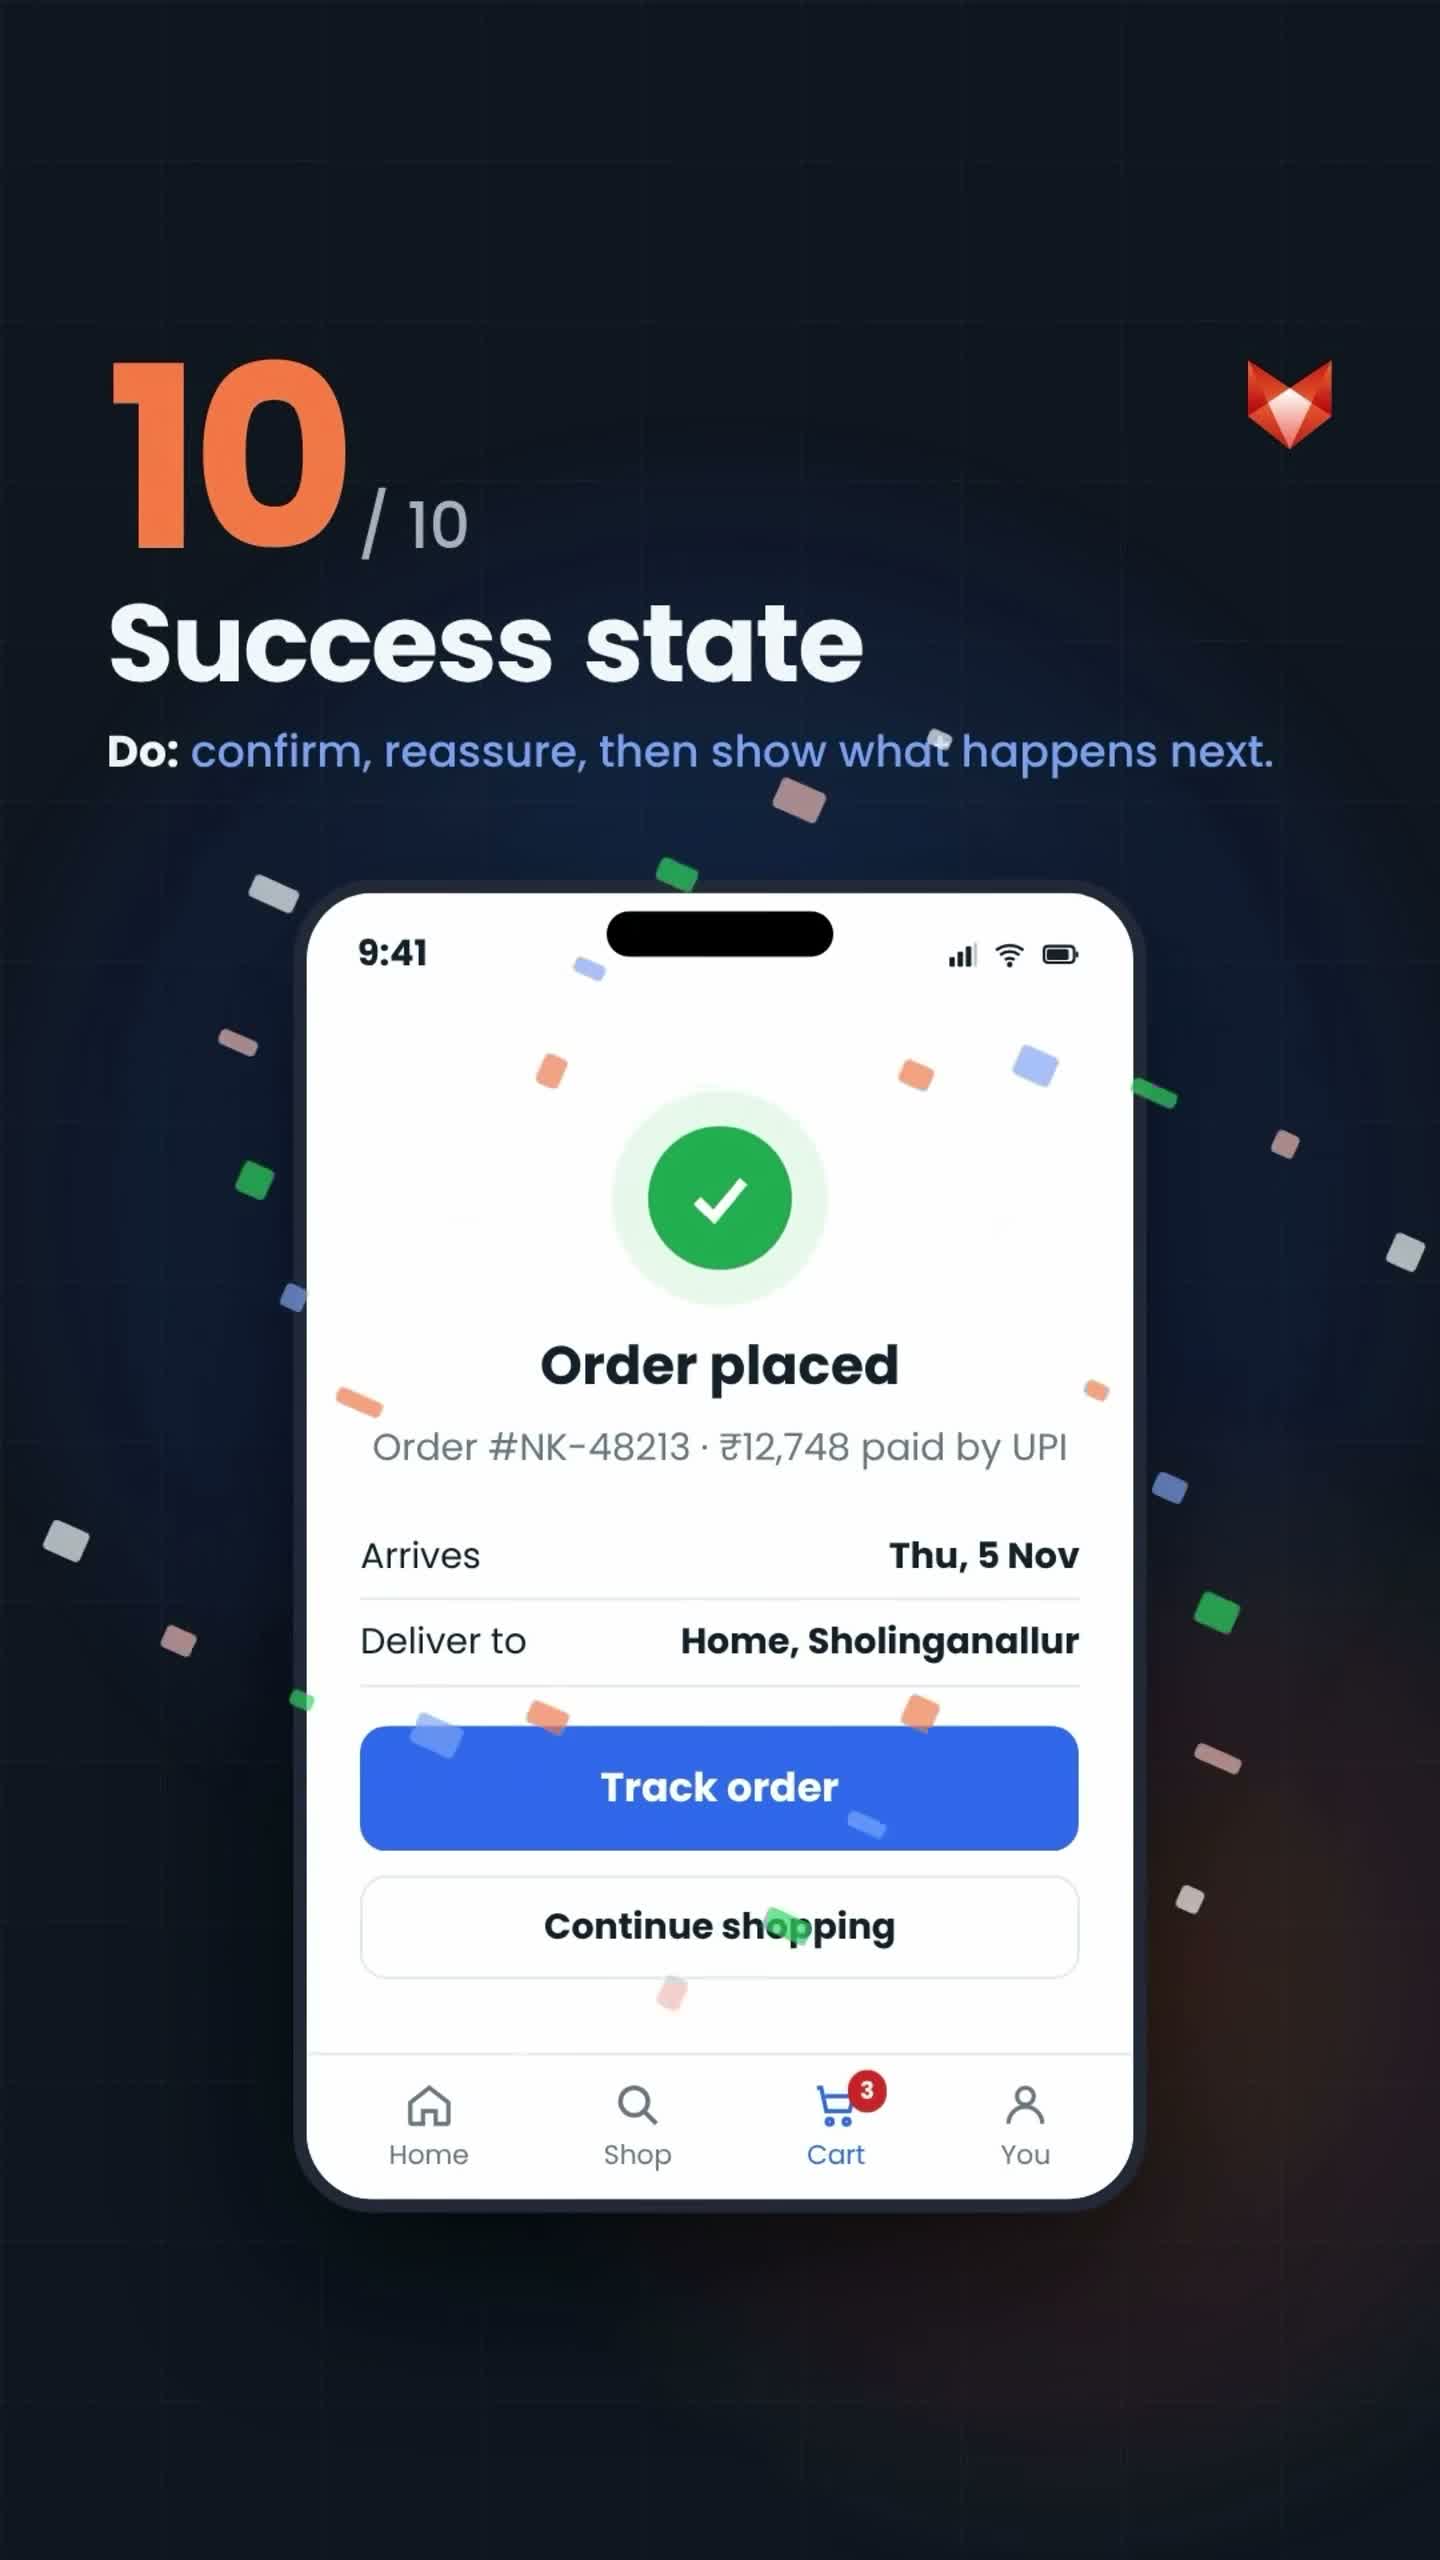 10 / 10
Success state
Do: confirm, reassure, then show what happens next.
9:41
Order placed
Order #NK-48213 · ₹12,748 paid by UPI
Arrives Thu, 5 Nov
Deliver to Home, Sholinganallur
Track order
Continue shopping
3
Home Shop Cart You